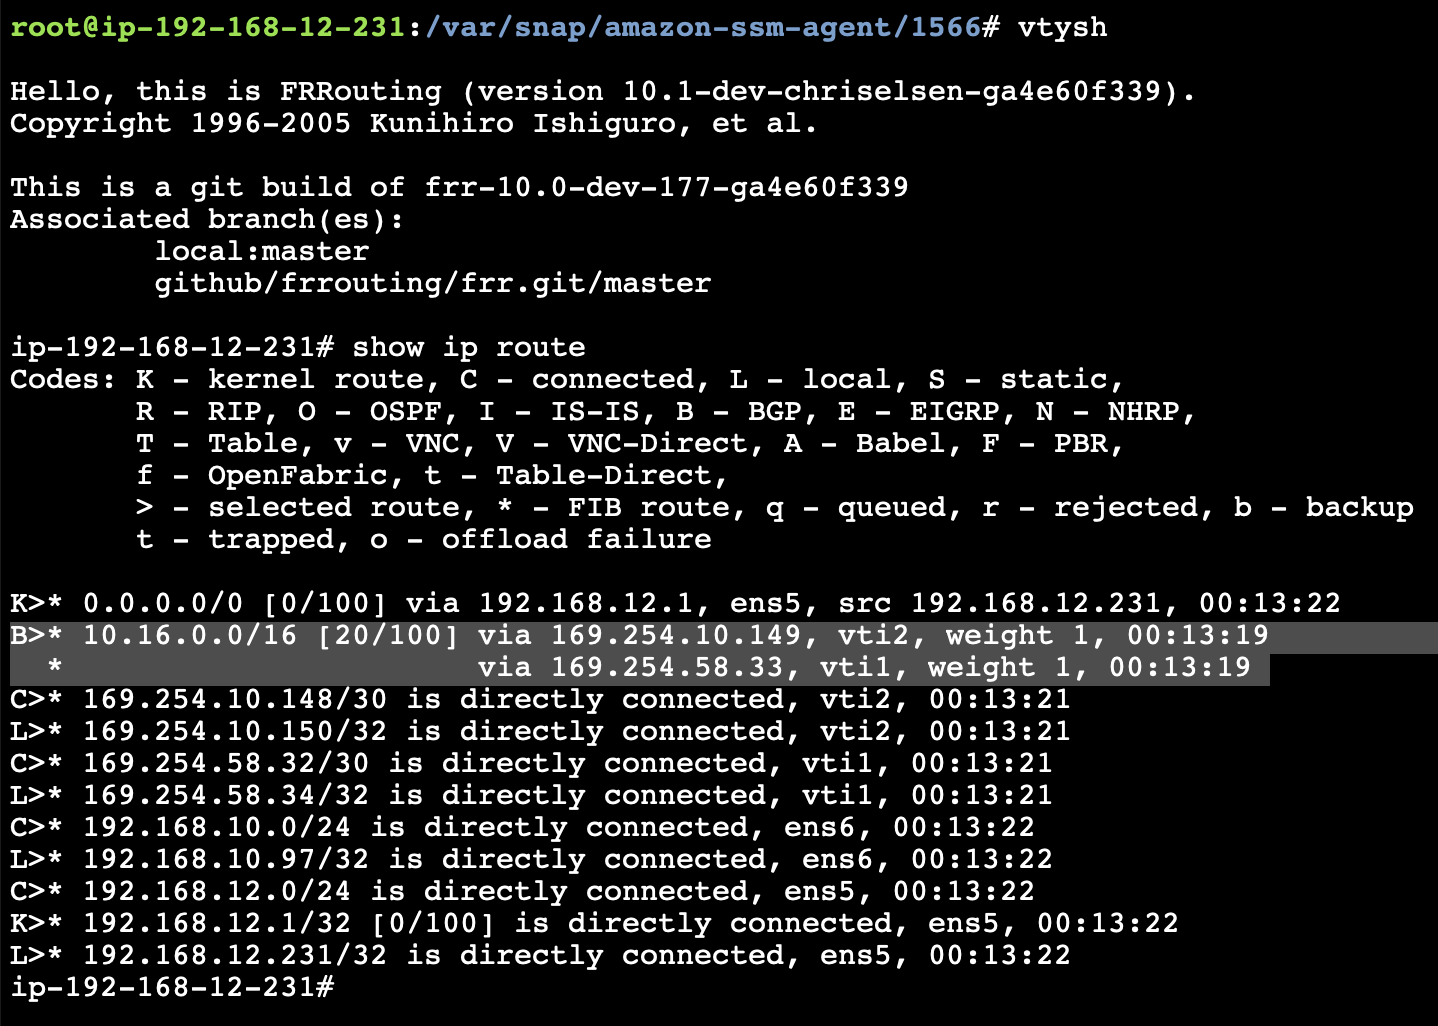 root@ip-192-168-12-231:/var/snap/amazon-ssm-agent/1566# vtysh

Hello, this is FRRouting (version 10.1-dev-chriselsen-ga4e60f339).
Copyright 1996-2005 Kunihiro Ishiguro, et al.

This is a git build of frr-10.0-dev-177-ga4e60f339
Associated branch(es):
        local:master
        github/frrouting/frr.git/master

ip-192-168-12-231# show ip route
Codes: K - kernel route, C - connected, L - local, S - static,
       R - RIP, O - OSPF, I - IS-IS, B - BGP, E - EIGRP, N - NHRP,
       T - Table, v - VNC, V - VNC-Direct, A - Babel, F - PBR,
       f - OpenFabric, t - Table-Direct,
       > - selected route, * - FIB route, q - queued, r - rejected, b - backup
       t - trapped, o - offload failure

K>* 0.0.0.0/0 [0/100] via 192.168.12.1, ens5, src 192.168.12.231, 00:13:22
B>* 10.16.0.0/16 [20/100] via 169.254.10.149, vti2, weight 1, 00:13:19
  *                       via 169.254.58.33, vti1, weight 1, 00:13:19
C>* 169.254.10.148/30 is directly connected, vti2, 00:13:21
L>* 169.254.10.150/32 is directly connected, vti2, 00:13:21
C>* 169.254.58.32/30 is directly connected, vti1, 00:13:21
L>* 169.254.58.34/32 is directly connected, vti1, 00:13:21
C>* 192.168.10.0/24 is directly connected, ens6, 00:13:22
L>* 192.168.10.97/32 is directly connected, ens6, 00:13:22
C>* 192.168.12.0/24 is directly connected, ens5, 00:13:22
K>* 192.168.12.1/32 [0/100] is directly connected, ens5, 00:13:22
L>* 192.168.12.231/32 is directly connected, ens5, 00:13:22
ip-192-168-12-231#